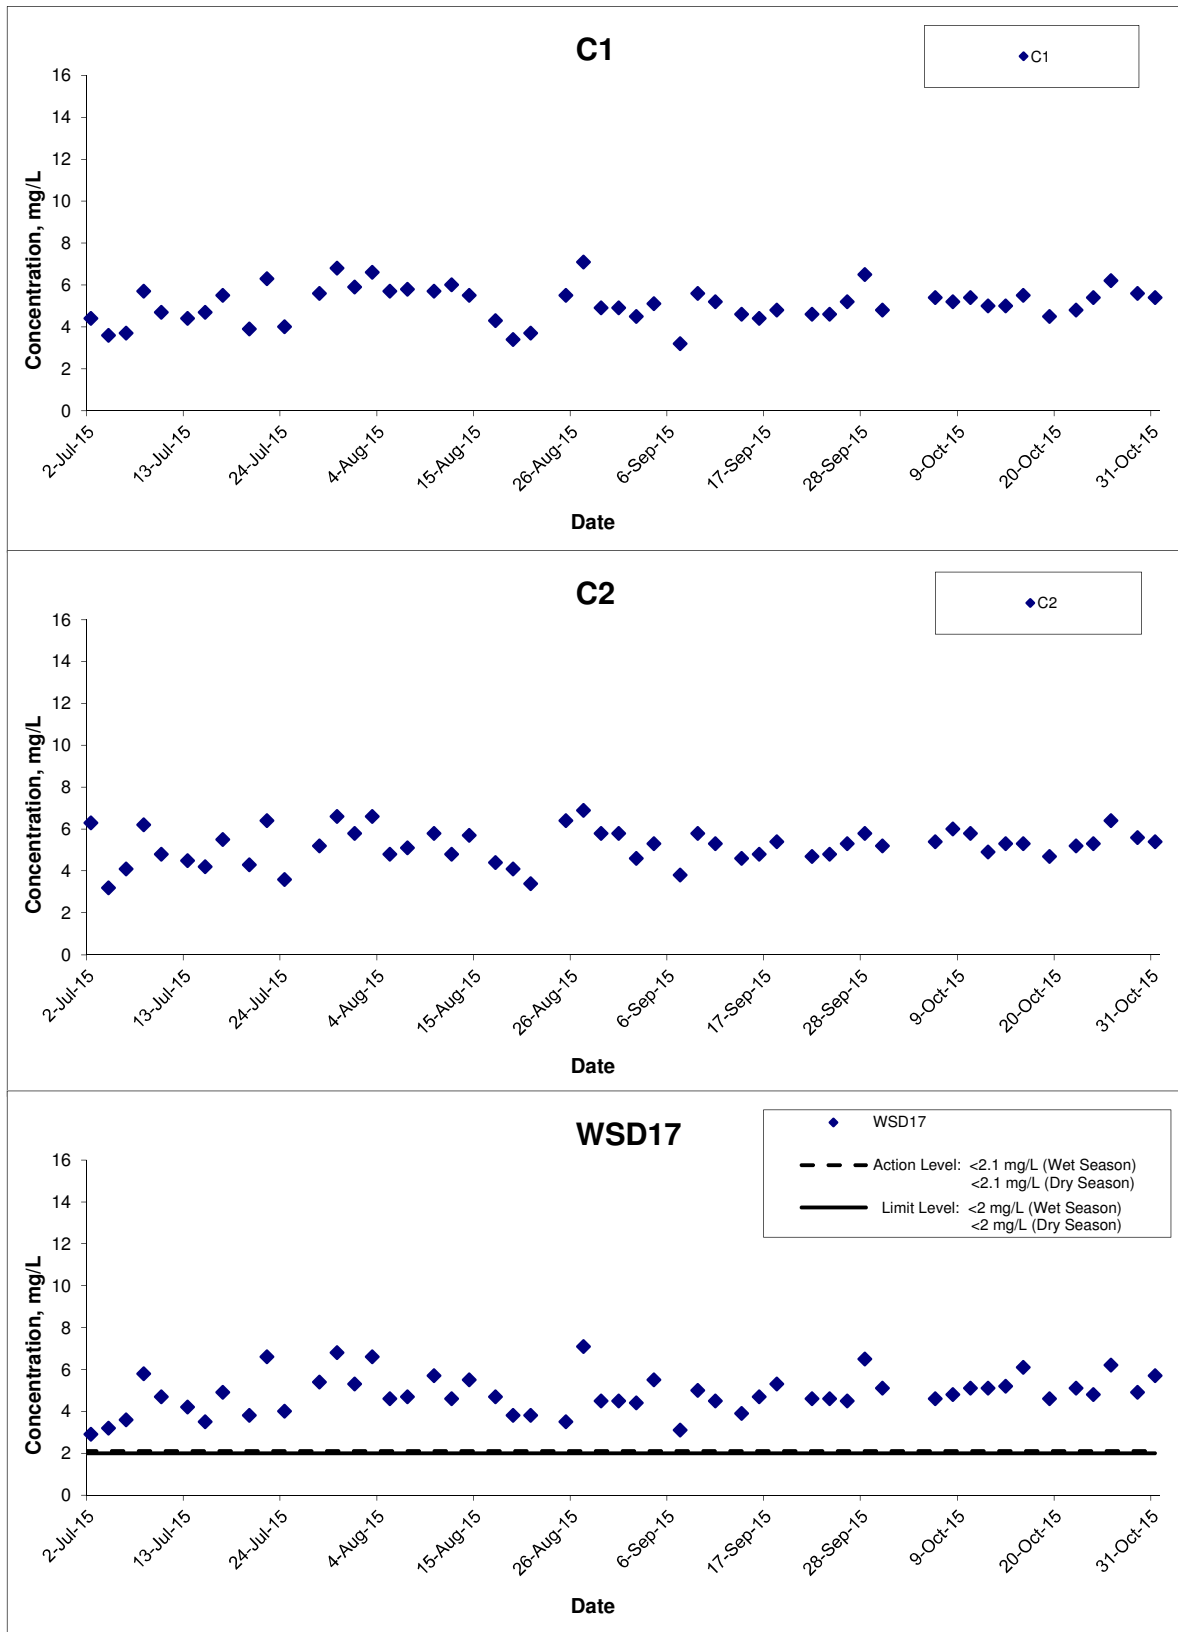 C1
C1
16
14
12
10
8
6
4
2
0
Concentration, mg/L
2-Jul-15
13-Jul-15
24-Jul-15
4-Aug-15
15-Aug-15
26-Aug-15
6-Sep-15
17-Sep-15
28-Sep-15
9-Oct-15
20-Oct-15
31-Oct-15
Date
C2
C2
16
14
12
10
8
6
4
2
0
Concentration, mg/L
2-Jul-15
13-Jul-15
24-Jul-15
4-Aug-15
15-Aug-15
26-Aug-15
6-Sep-15
17-Sep-15
28-Sep-15
9-Oct-15
20-Oct-15
31-Oct-15
Date
WSD17
WSD17
Action Level: <2.1 mg/L (Wet Season)
<2.1 mg/L (Dry Season)
Limit Level: <2 mg/L (Wet Season)
<2 mg/L (Dry Season)
16
14
12
10
8
6
4
2
0
Concentration, mg/L
2-Jul-15
13-Jul-15
24-Jul-15
4-Aug-15
15-Aug-15
26-Aug-15
6-Sep-15
17-Sep-15
28-Sep-15
9-Oct-15
20-Oct-15
31-Oct-15
Date